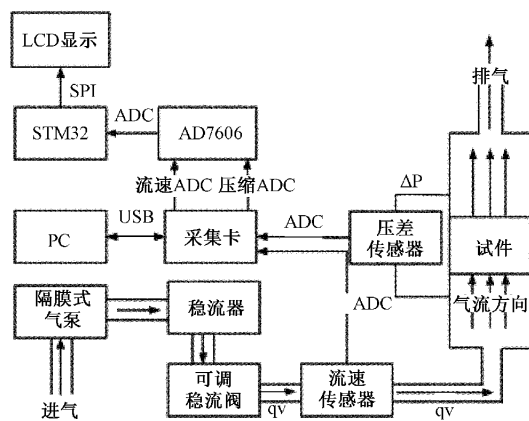 LCD显示
SPI
STM32
ADC
AD7606
流速ADC 压缩ADC
PC
USB
采集卡
ADC
压差
传感器
ΔP
排气
试件
气流方向
ADC
隔膜式
气泵
稳流器
进气
可调
稳流阀
qv
流速
传感器
qv